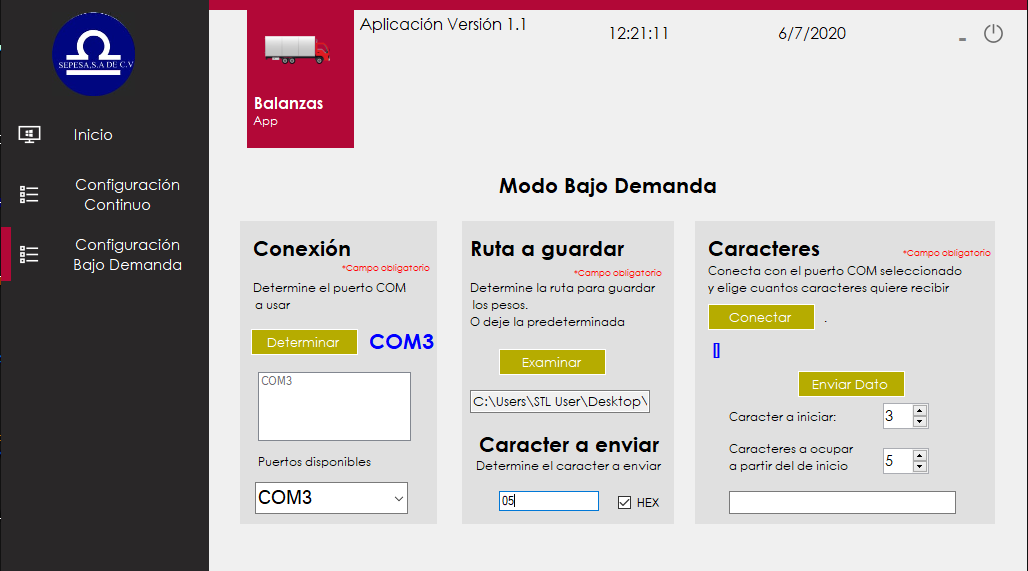 SEPESA,S.A DE C.V
Inicio
Configuración
Continuo
Configuración
Bajo Demanda
Balanzas
App
Aplicación Versión 1.1
12:21:11
6/7/2020
Modo Bajo Demanda
Conexión
*Campo obligatorio
Determine el puerto COM
a usar
Determinar
COM3
COM3
Puertos disponibles
COM3
Ruta a guardar
*Campo obligatorio
Determine la ruta para guardar
los pesos.
O deje la predeterminada
Examinar
C:\Users\STL User\Desktop\
Caracter a enviar
Determine el caracter a enviar
05
HEX
Caracteres
*Campo obligatorio
Conecta con el puerto COM seleccionado
y elige cuantos caracteres quiere recibir
Conectar
.
[]
Enviar Dato
Caracter a iniciar:
3
Caracteres a ocupar
a partir del de inicio
5